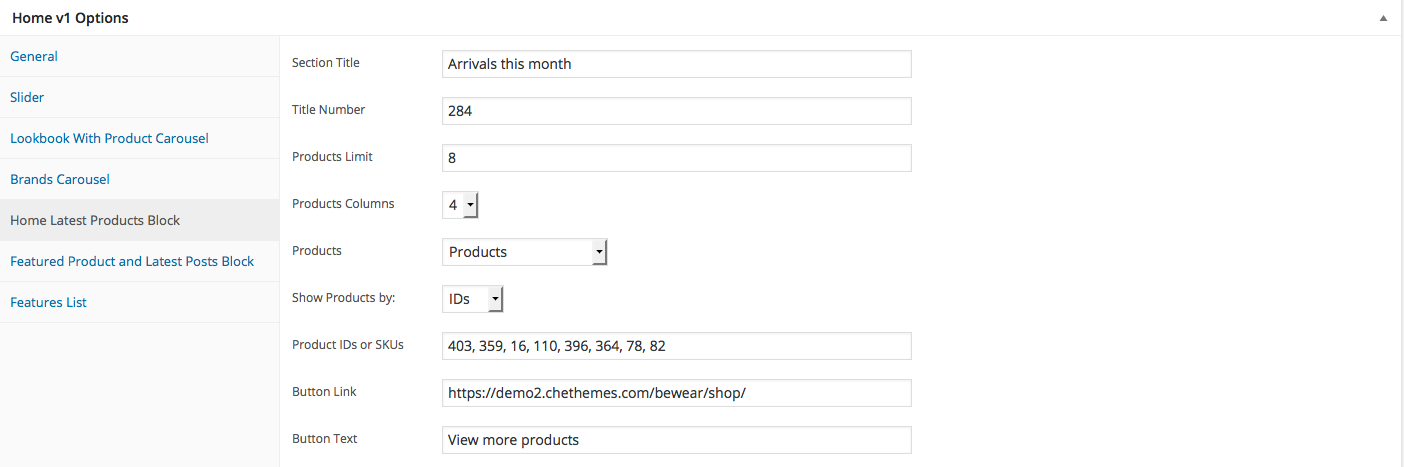 Home v1 Options
General
Slider
Lookbook With Product Carousel
Brands Carousel
Home Latest Products Block
Featured Product and Latest Posts Block
Features List
Section Title Arrivals this month
Title Number 284
Products Limit 8
Products Columns 4
Products Products
Show Products by: IDs
Product IDs or SKUs 403, 359, 16, 110, 396, 364, 78, 82
Button Link https://demo2.chethemes.com/bewear/shop/
Button Text View more products